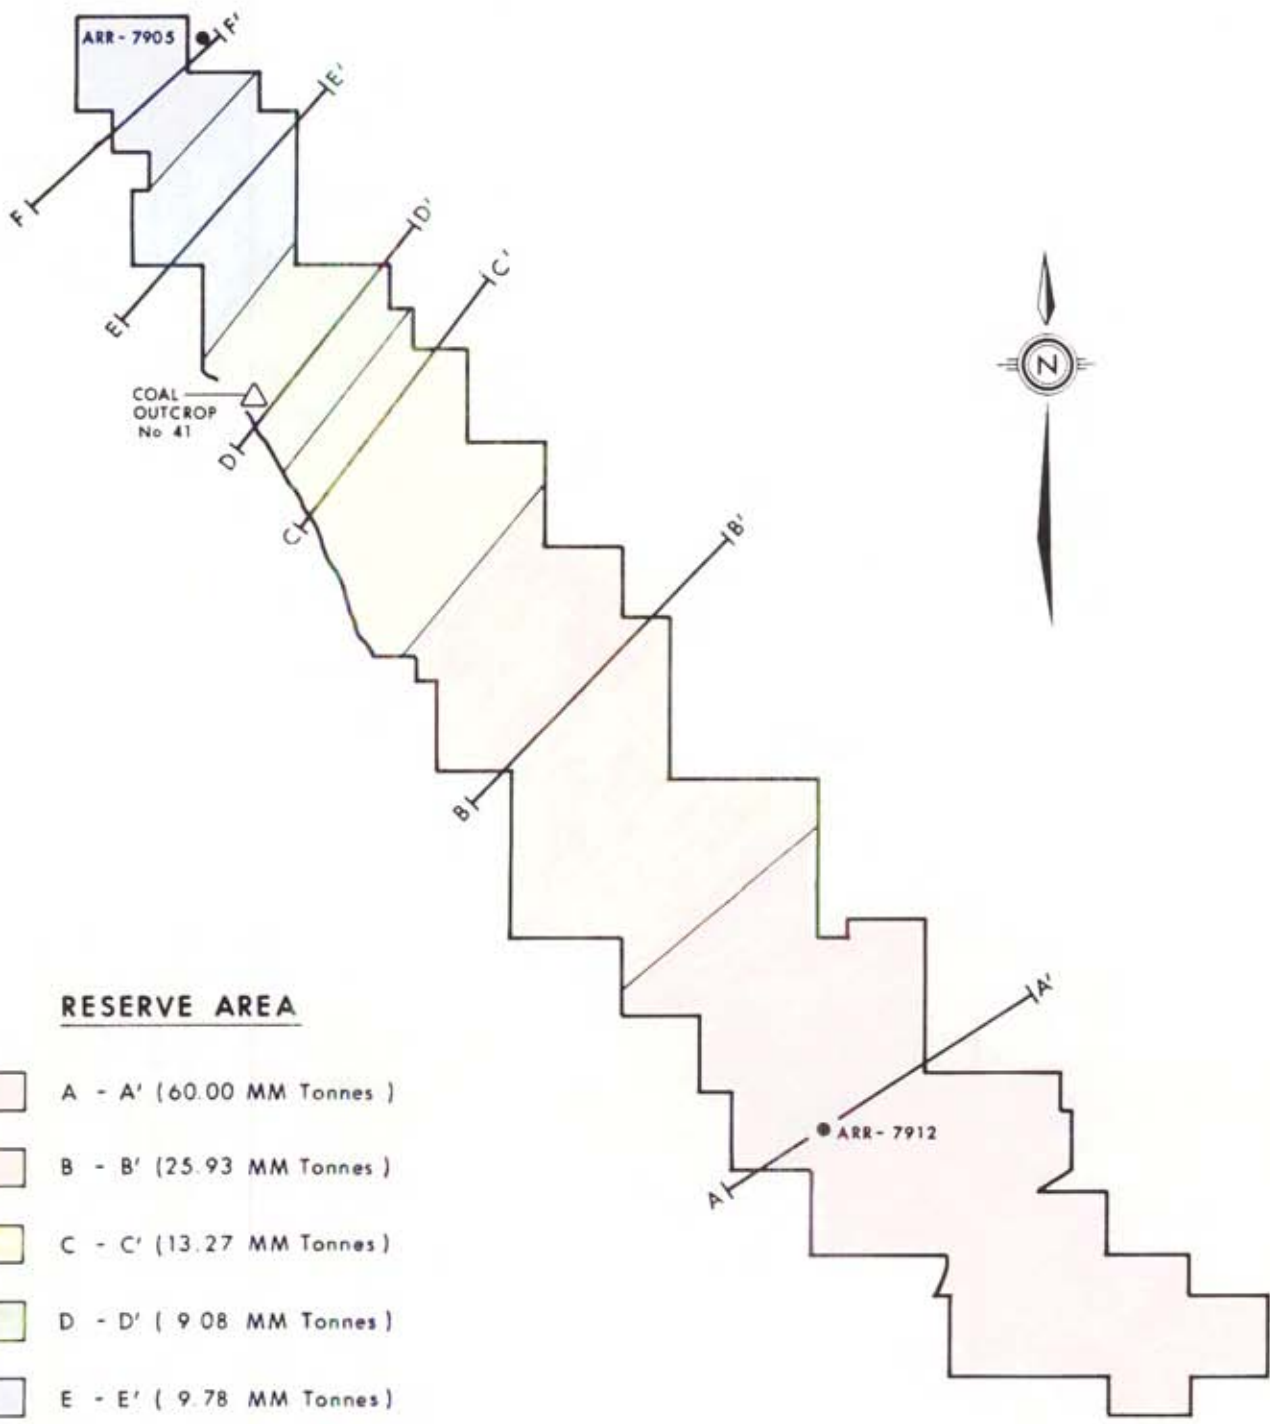 ARR - 7905
F'
E'
F
D'
C'
E
COAL
OUTCROP
No 41
D
C
N
B'
B
RESERVE AREA
A'
A - A' (60.00 MM Tonnes)
ARR - 7912
B - B' (25.93 MM Tonnes)
A
C - C' (13.27 MM Tonnes)
D - D' ( 9 08 MM Tonnes)
E - E' ( 9.78 MM Tonnes)